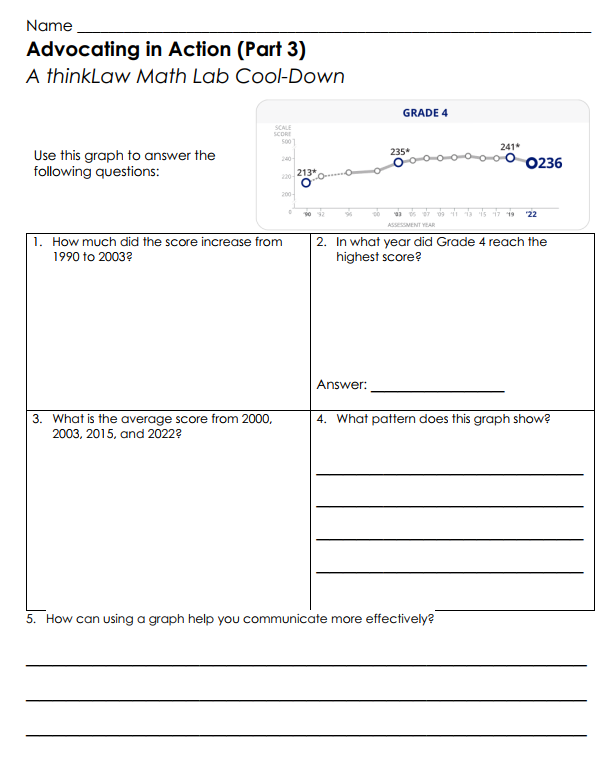 Name
Advocating in Action (Part 3)
A thinkLaw Math Lab Cool-Down
Use this graph to answer the
following questions:
GRADE 4
SCALE
SCORE
500
240
220
200
0
213*
235*
241*
236
'90 '92 '96 '00 '03 '05 '07 '09 '11 '13 '15 '17 '19 '22
ASSESSMENT YEAR
1. How much did the score increase from
1990 to 2003?
2. In what year did Grade 4 reach the
highest score?
Answer:
3. What is the average score from 2000,
2003, 2015, and 2022?
4. What pattern does this graph show?
5. How can using a graph help you communicate more effectively?